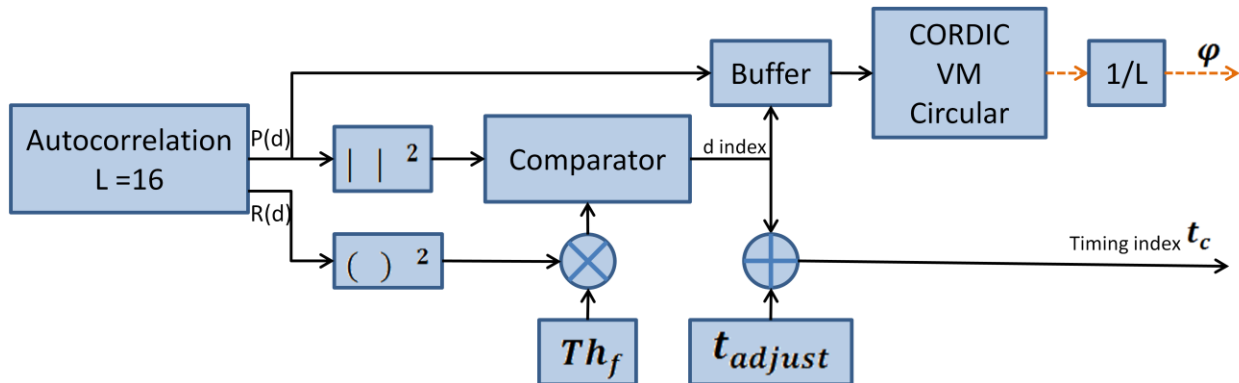 Autocorrelation
L =16
P(d)
R(d)
| | ²
( ) ²
Comparator
Th_f
d index
t_adjust
Buffer
CORDIC
VM
Circular
1/L
φ
Timing index t_c